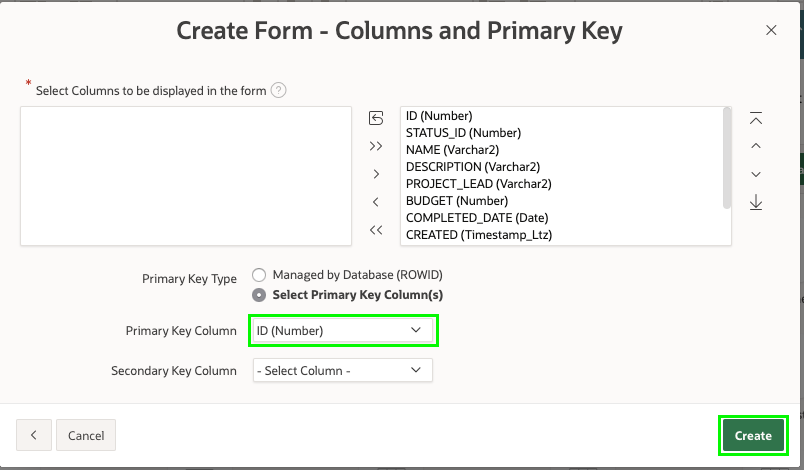 Create Form - Columns and Primary Key
* Select Columns to be displayed in the form ?
ID (Number)
STATUS_ID (Number)
NAME (Varchar2)
DESCRIPTION (Varchar2)
PROJECT_LEAD (Varchar2)
BUDGET (Number)
COMPLETED_DATE (Date)
CREATED (Timestamp_Ltz)
Primary Key Type
Managed by Database (ROWID)
Select Primary Key Column(s)
Primary Key Column ID (Number)
Secondary Key Column - Select Column -
Cancel
Create